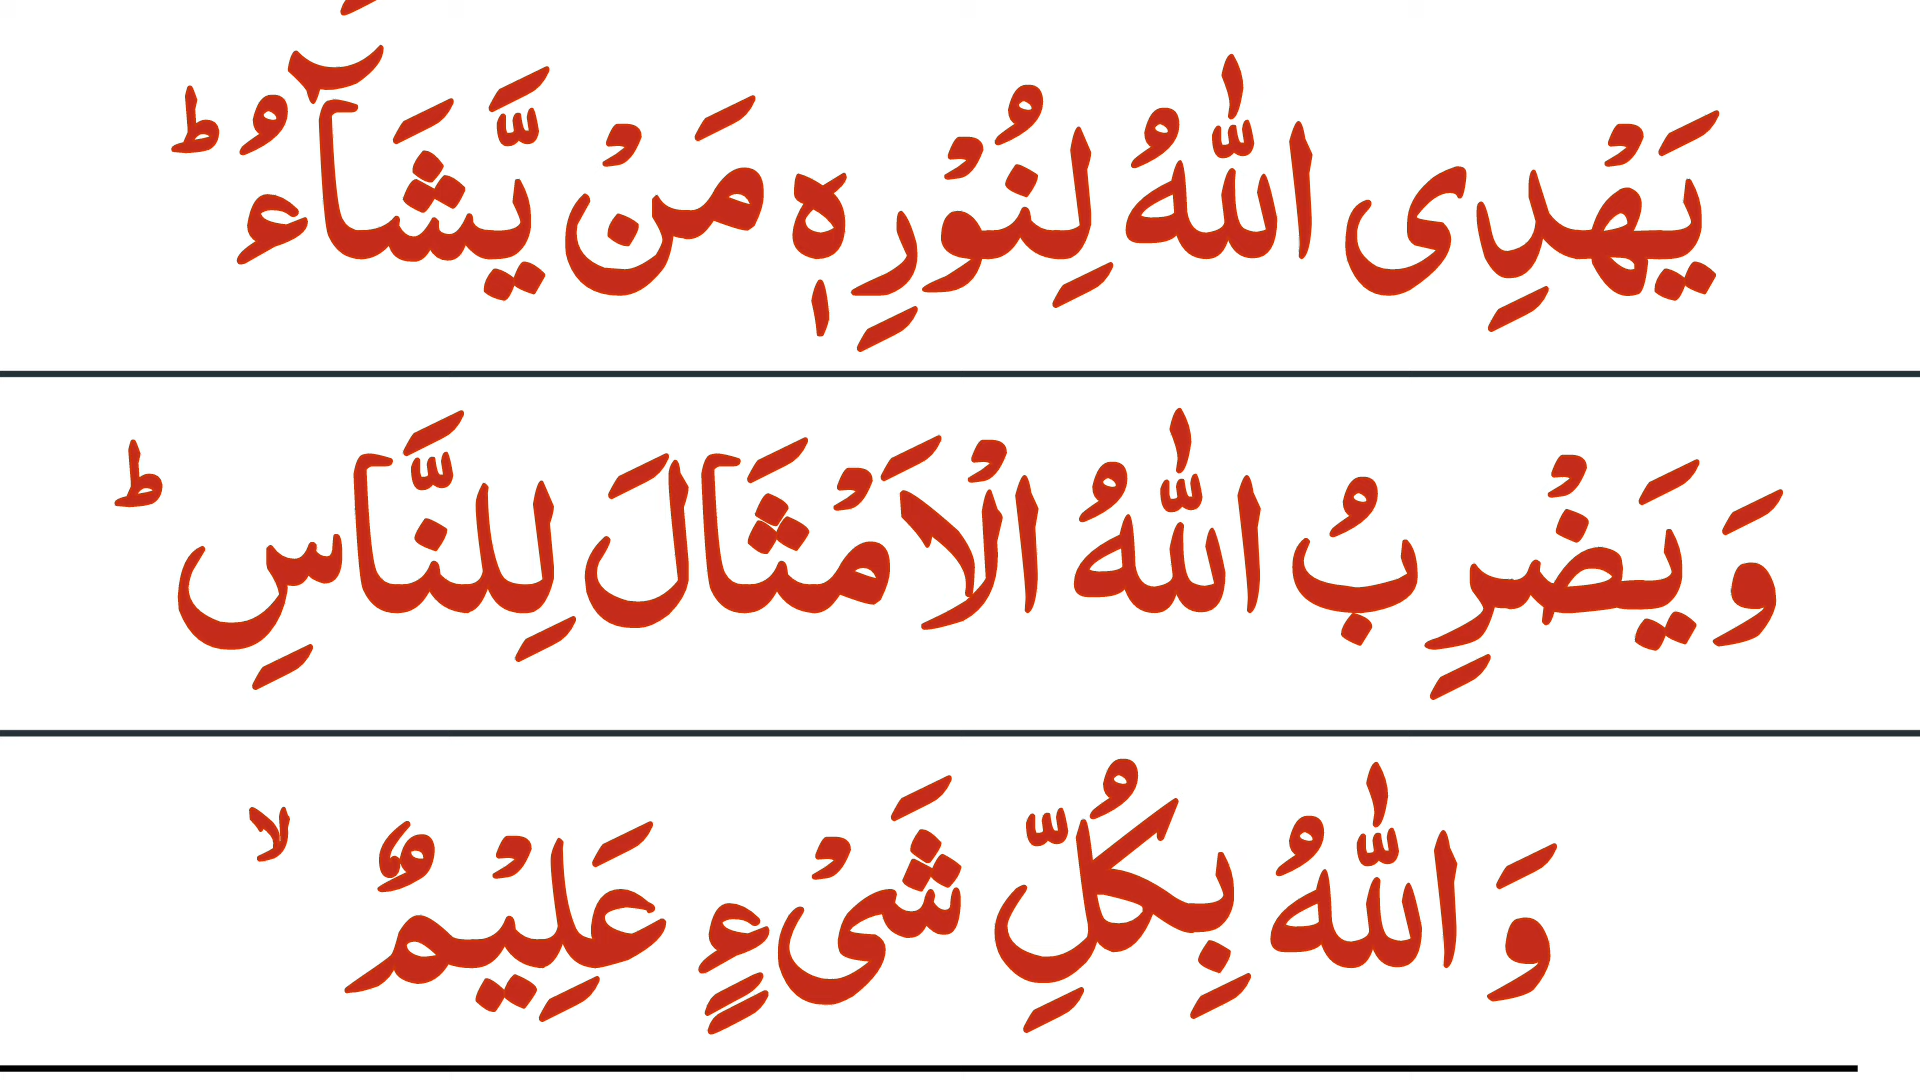 یَهْدِی اللّٰهُ لِنُوْرِهٖ مَنْ یَّشَآءُ ؕ
وَ یَضْرِبُ اللّٰهُ الْاَمْثَالَ لِلنَّاسِ ؕ
وَ اللّٰهُ بِكُلِّ شَیْءٍ عَلِیْمٌ ۙ